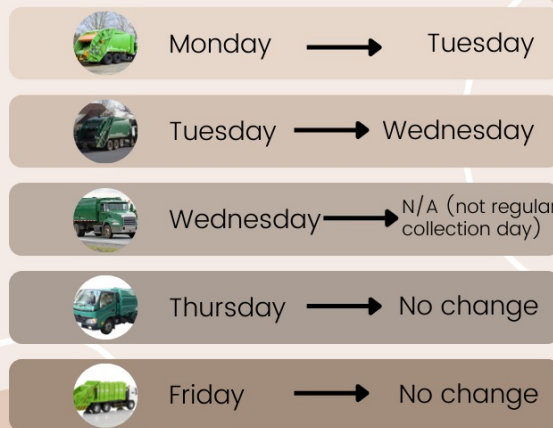 Monday → Tuesday
Tuesday → Wednesday
Wednesday → N/A (not regular
collection day)
Thursday → No change
Friday → No change